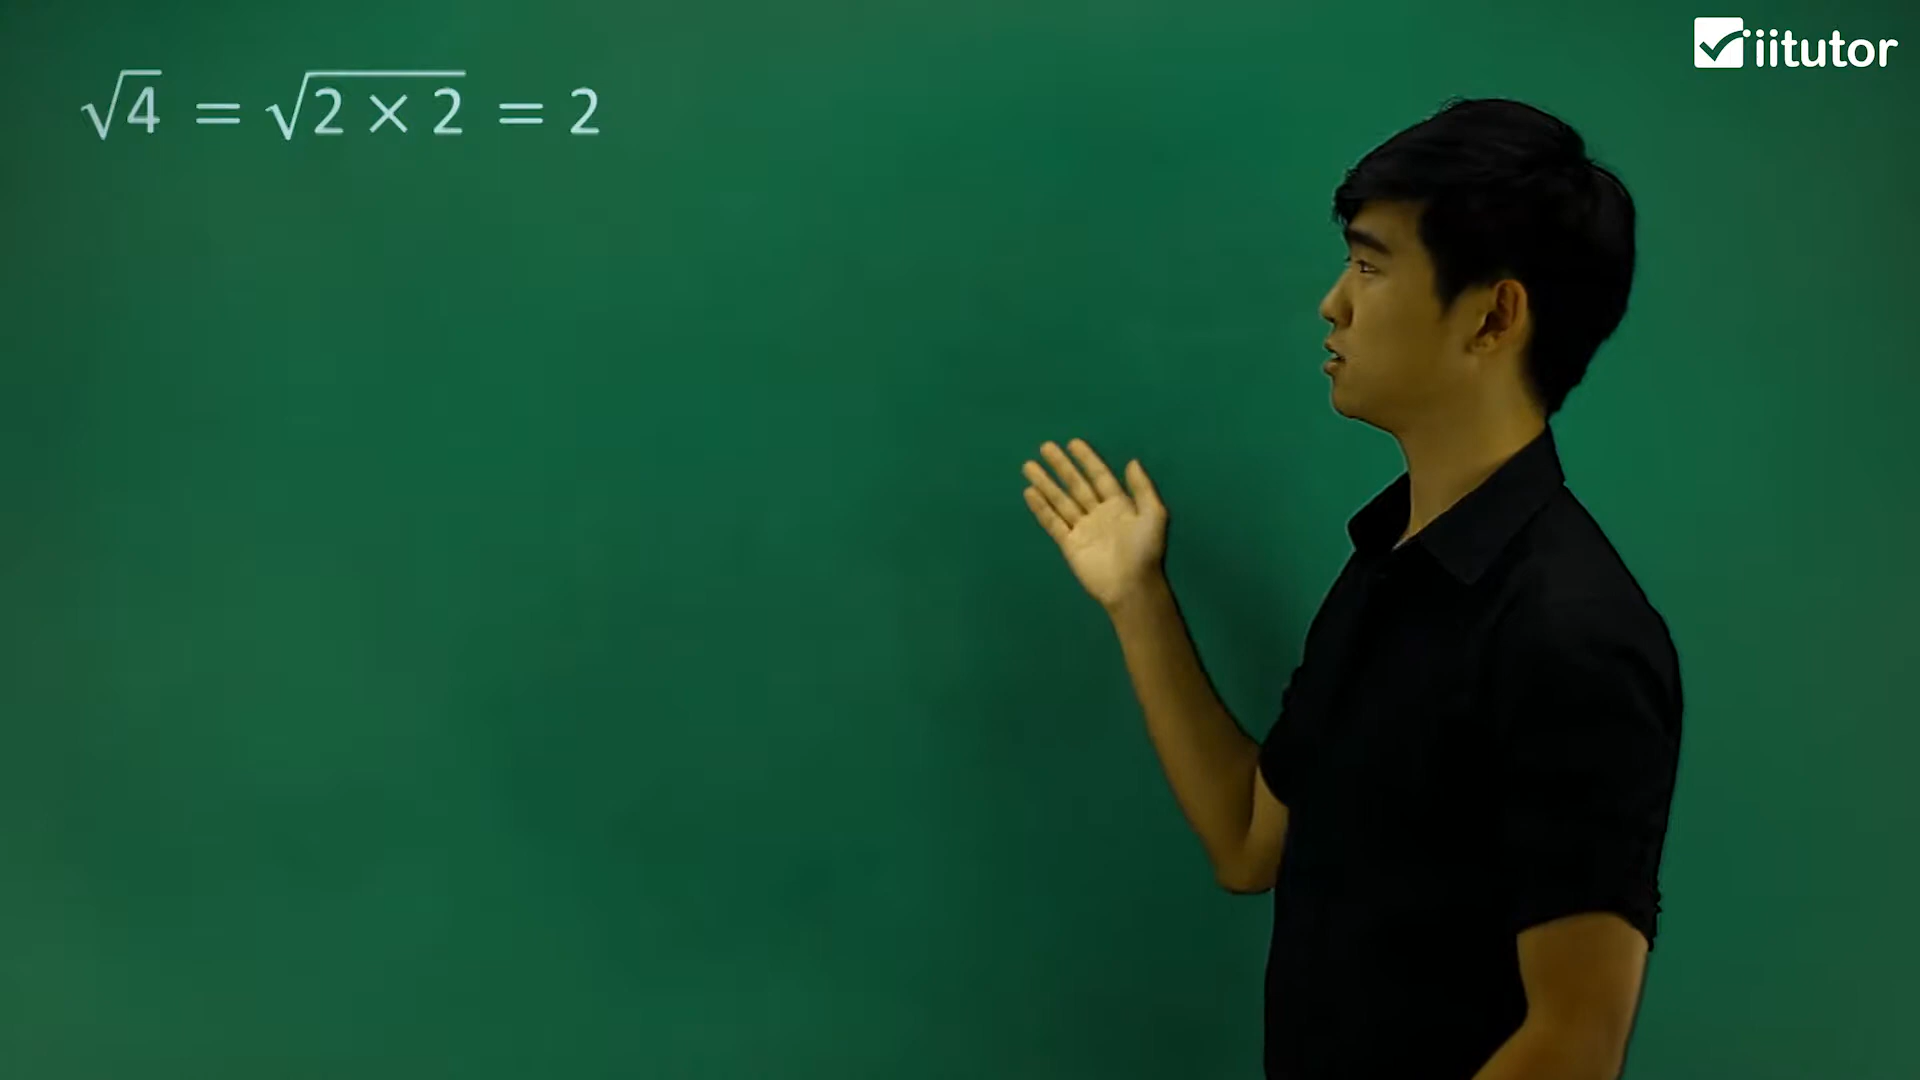 iitutor
√4 = √2 × 2 = 2